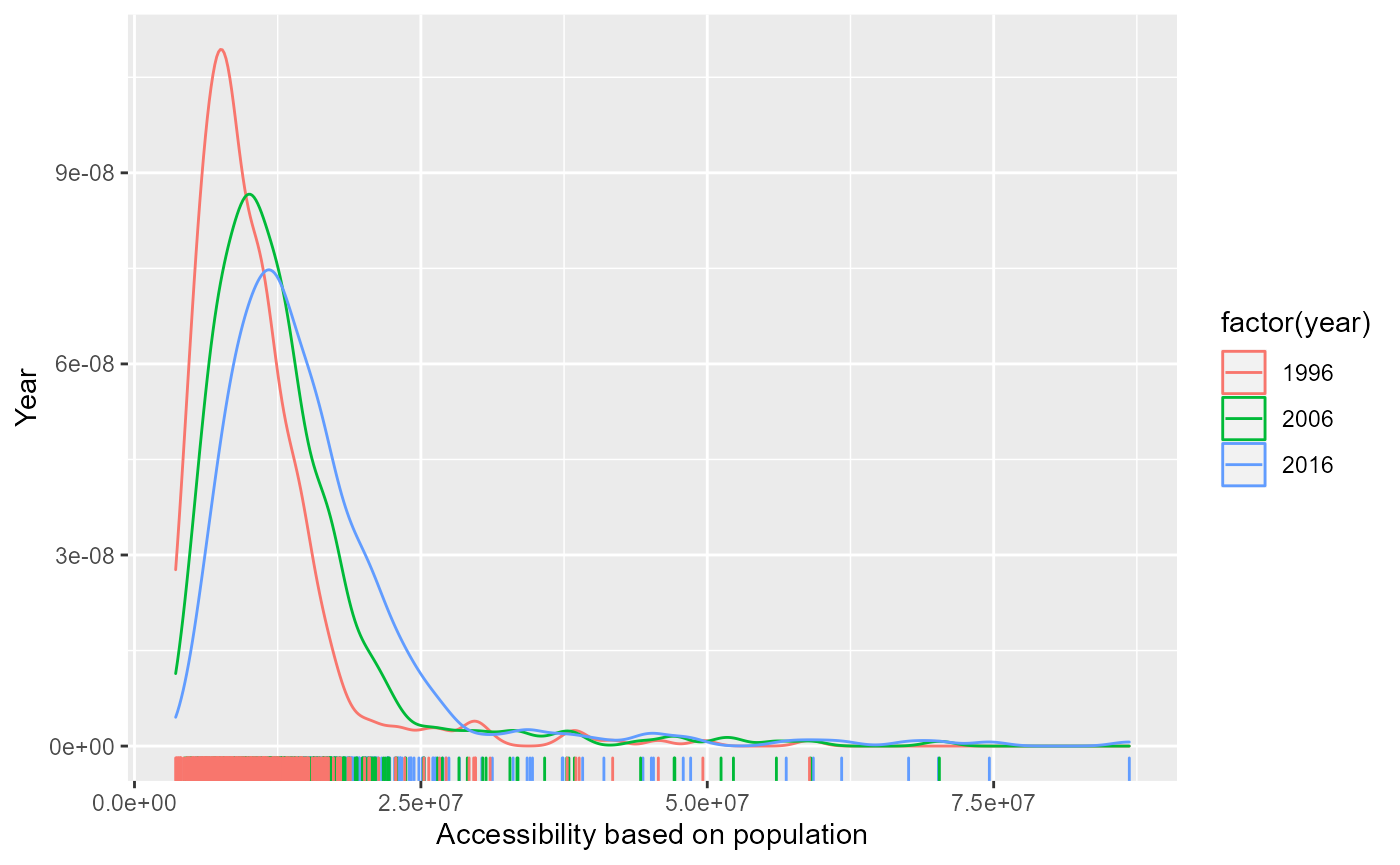 9e-08
6e-08
3e-08
0e+00
Year
0.0e+00 2.5e+07 5.0e+07 7.5e+07
Accessibility based on population
factor(year)
1996
2006
2016